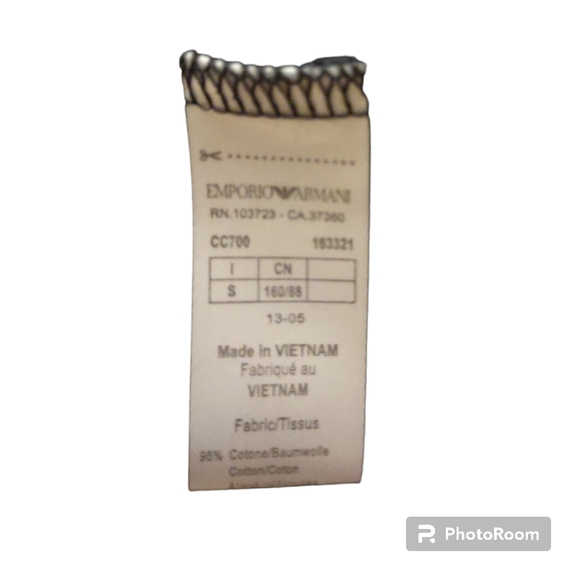 EMPORIO ARMANI
RN.103723 - CA.37360
CC700 163321
I CN
S 160/88
13-05
Made in VIETNAM
Fabriqué au
VIETNAM
Fabric/Tissus
95% Cotone/Baumwolle
Cotton/Coton
PhotoRoom